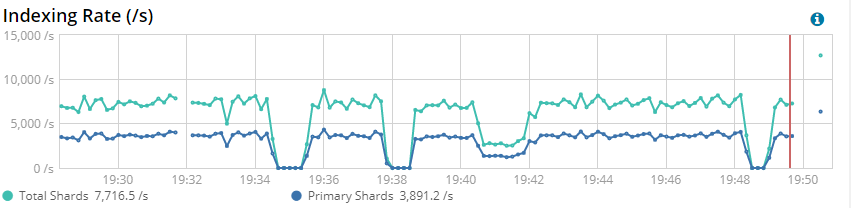 Indexing Rate (/s)
15,000 /s
10,000 /s
5,000 /s
0 /s
19:30 19:32 19:34 19:36 19:38 19:40 19:42 19:44 19:46 19:48 19:50
Total Shards 7,716.5 /s Primary Shards 3,891.2 /s